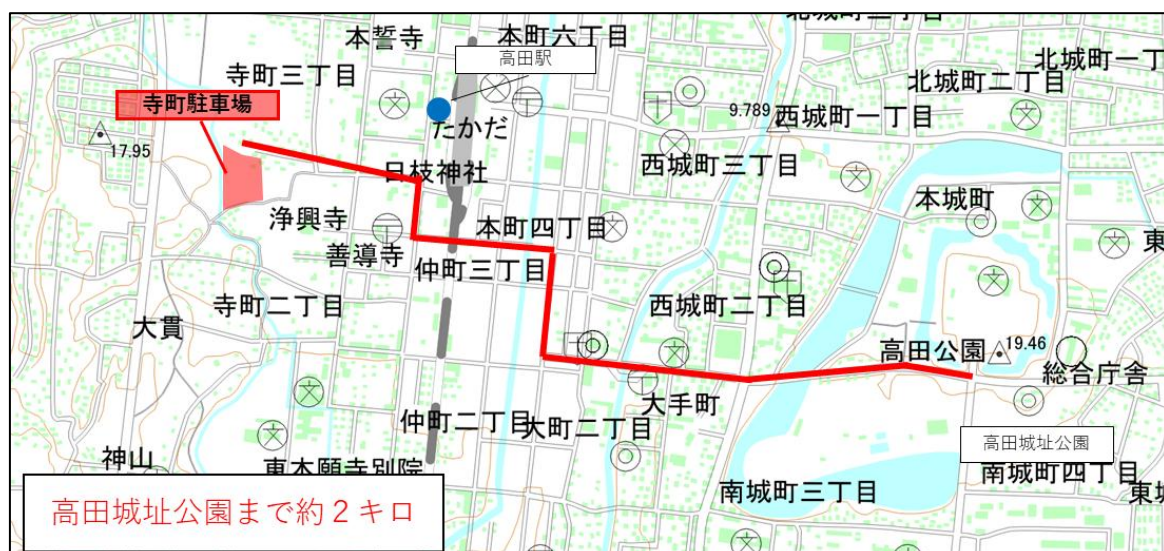 本誓寺
本町六丁目
北城町三丁目
北城町一丁
高田駅
寺町三丁目
北城町二丁目
寺町駐車場
9.789
西城町一丁目
たかだ
17.95
西城町三丁目
日枝神社
本城町
浄興寺
本町四丁目
東
善導寺
仲町三丁目
寺町二丁目
西城町二丁目
大貫
高田公園
19.46
総合庁舎
大手町
仲町二丁目
大町二丁目
高田城址公園
神山
東本願寺別院
南城町四丁目
南城町三丁目
東城
高田城址公園まで約2キロ